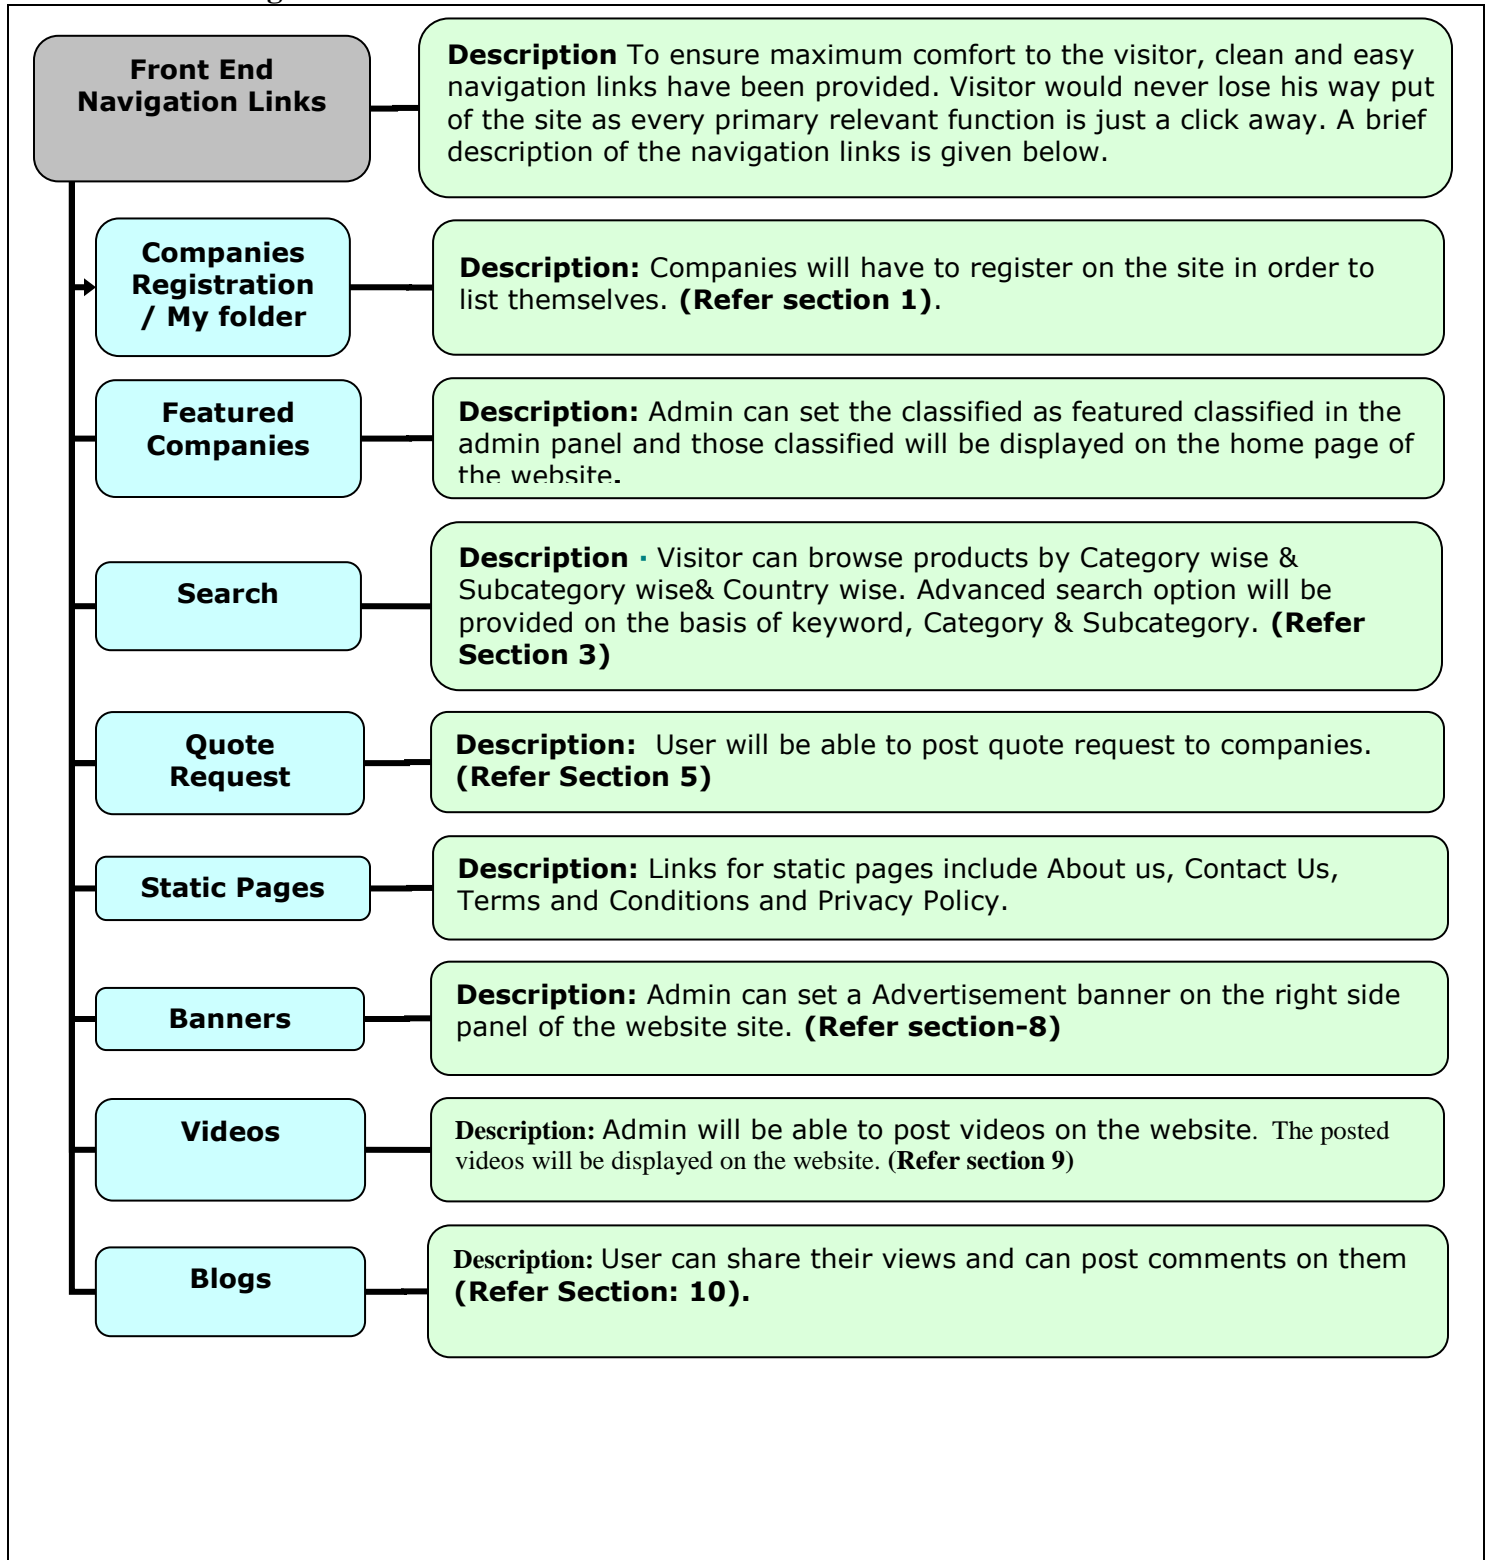 Front End
Navigation Links
Description To ensure maximum comfort to the visitor, clean and easy
navigation links have been provided. Visitor would never lose his way put
of the site as every primary relevant function is just a click away. A brief
description of the navigation links is given below.
Companies
Registration
/ My folder
Description: Companies will have to register on the site in order to
list themselves. (Refer section 1).
Featured
Companies
Description: Admin can set the classified as featured classified in the
admin panel and those classified will be displayed on the home page of
the website.
Search
Description · Visitor can browse products by Category wise &
Subcategory wise& Country wise. Advanced search option will be
provided on the basis of keyword, Category & Subcategory. (Refer
Section 3)
Quote
Request
Description:  User will be able to post quote request to companies.
(Refer Section 5)
Static Pages
Description: Links for static pages include About us, Contact Us,
Terms and Conditions and Privacy Policy.
Banners
Description: Admin can set a Advertisement banner on the right side
panel of the website site. (Refer section-8)
Videos
Description: Admin will be able to post videos on the website.  The posted
videos will be displayed on the website. (Refer section 9)
Blogs
Description: User can share their views and can post comments on them
(Refer Section: 10).